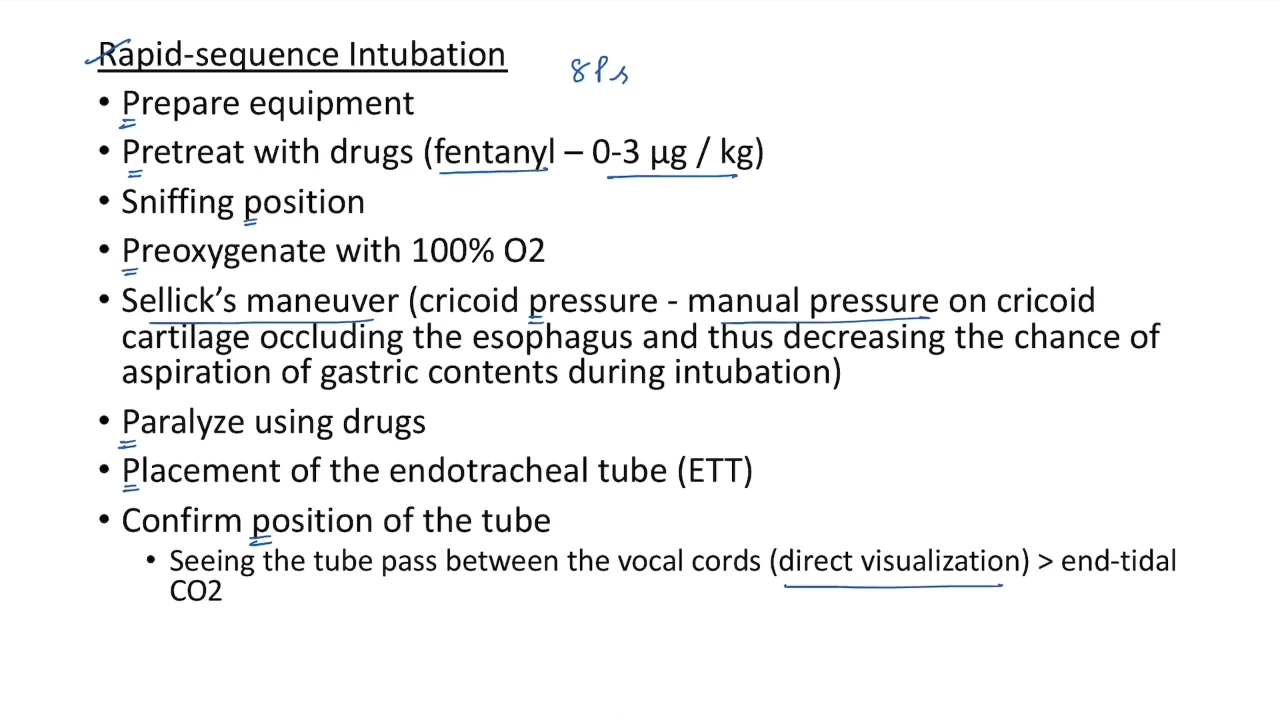 Rapid-sequence Intubation
8Ps
• Prepare equipment
• Pretreat with drugs (fentanyl – 0-3 µg / kg)
• Sniffing position
• Preoxygenate with 100% O2
• Sellick’s maneuver (cricoid pressure - manual pressure on cricoid
cartilage occluding the esophagus and thus decreasing the chance of
aspiration of gastric contents during intubation)
• Paralyze using drugs
• Placement of the endotracheal tube (ETT)
• Confirm position of the tube
• Seeing the tube pass between the vocal cords (direct visualization) > end-tidal
CO2